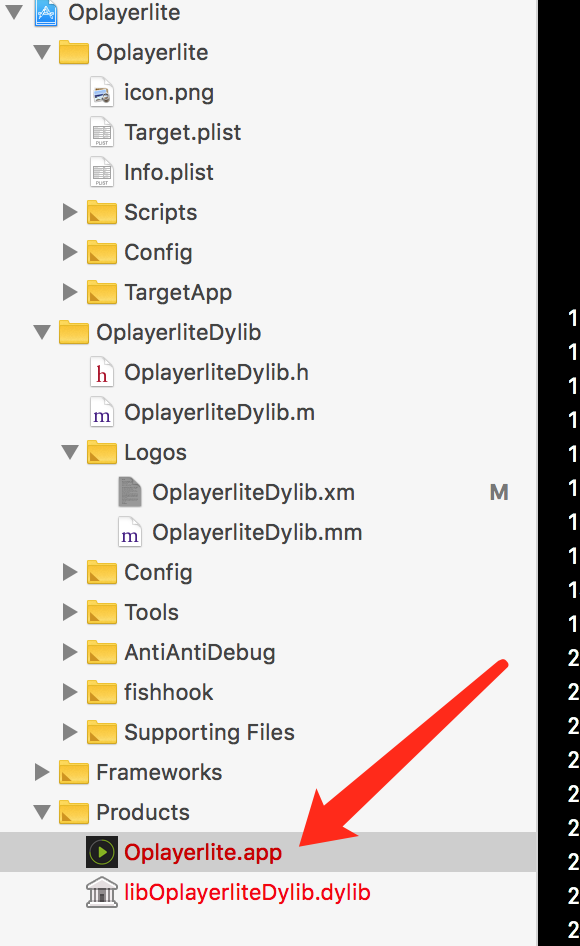 Oplayerlite
Oplayerlite
icon.png
Target.plist
Info.plist
Scripts
Config
TargetApp
OplayerliteDylib
h OplayerliteDylib.h
m OplayerliteDylib.m
Logos
OplayerliteDylib.xm M
m OplayerliteDylib.mm
Config
Tools
AntiAntiDebug
fishhook
Supporting Files
Frameworks
Products
Oplayerlite.app
libOplayerliteDylib.dylib
1
1
1
1
1
1
1
1
1
1
2
2
2
2
2
2
2
2
2